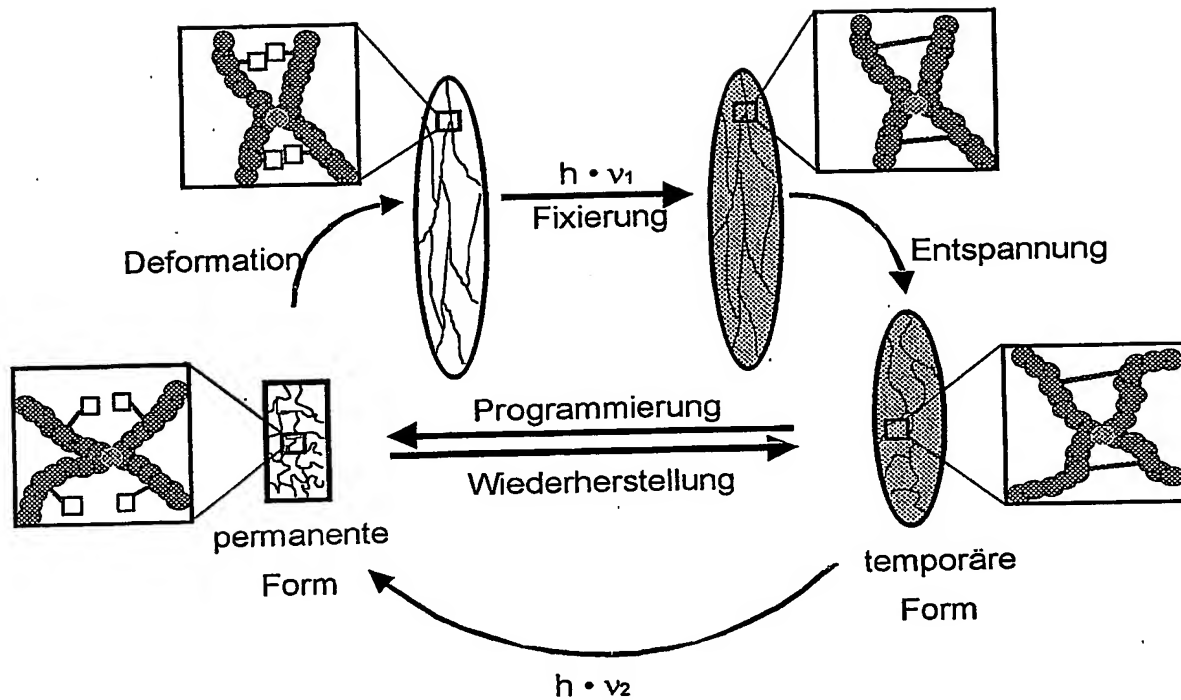 h • ν₁
Fixierung
Deformation
Entspannung
Programmierung
Wiederherstellung
permanente
Form
temporäre
Form
h • ν₂